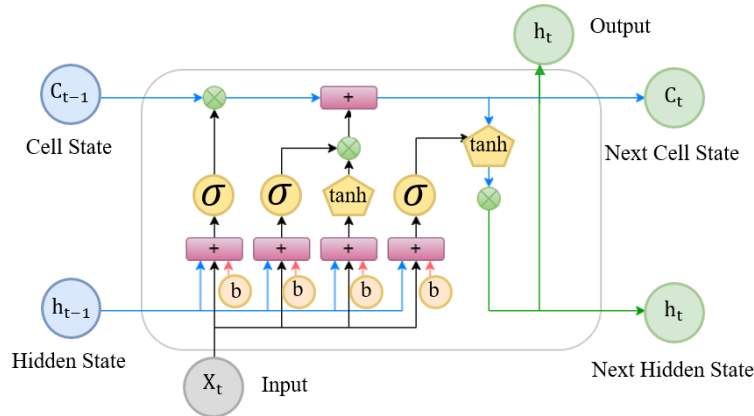 h_t
Output
C_{t-1}
+
C_t
Cell State
tanh
Next Cell State
σ
σ
tanh
σ
+
+
+
+
b
b
b
b
h_{t-1}
h_t
Hidden State
Next Hidden State
X_t
Input